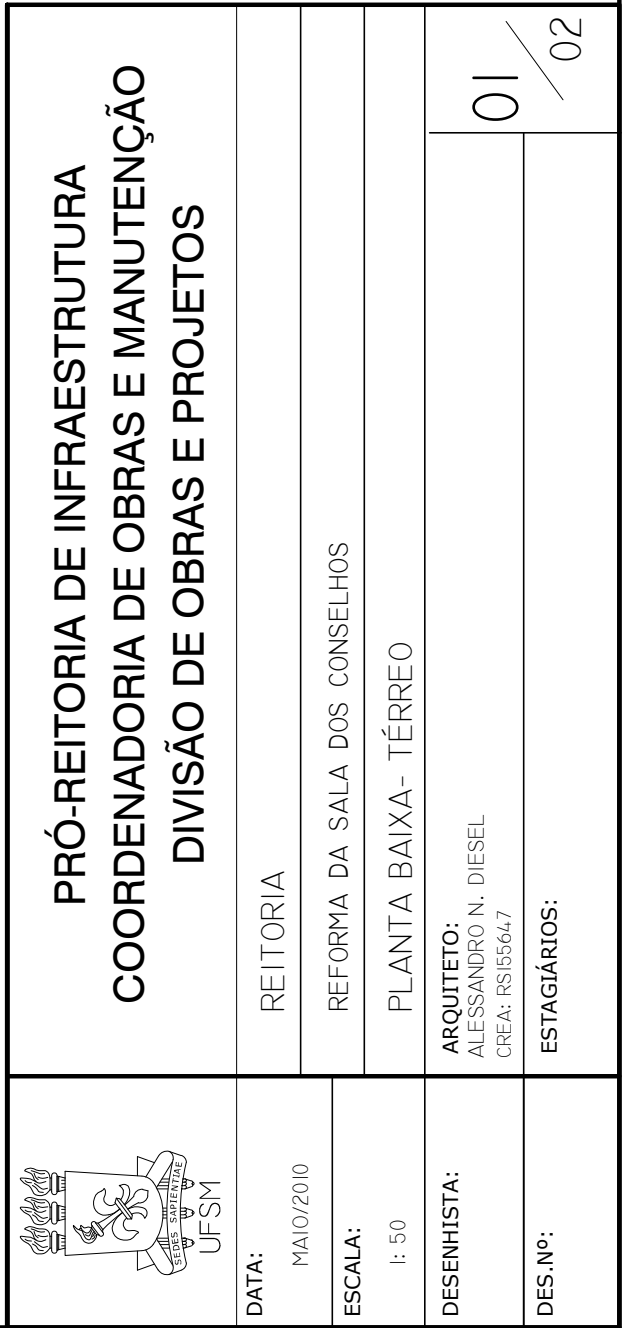 SEDES SAPIENTIAE
UFSM
PRÓ-REITORIA DE INFRAESTRUTURA
COORDENADORIA DE OBRAS E MANUTENÇÃO
DIVISÃO DE OBRAS E PROJETOS
DATA:
MAIO/2010
REITORIA
REFORMA DA SALA DOS CONSELHOS
ESCALA:
1: 50
PLANTA BAIXA- TÉRREO
DESENHISTA:
ARQUITETO:
ALESSANDRO N. DIESEL
CREA: RS155647
01/02
DES.Nº:
ESTAGIÁRIOS: